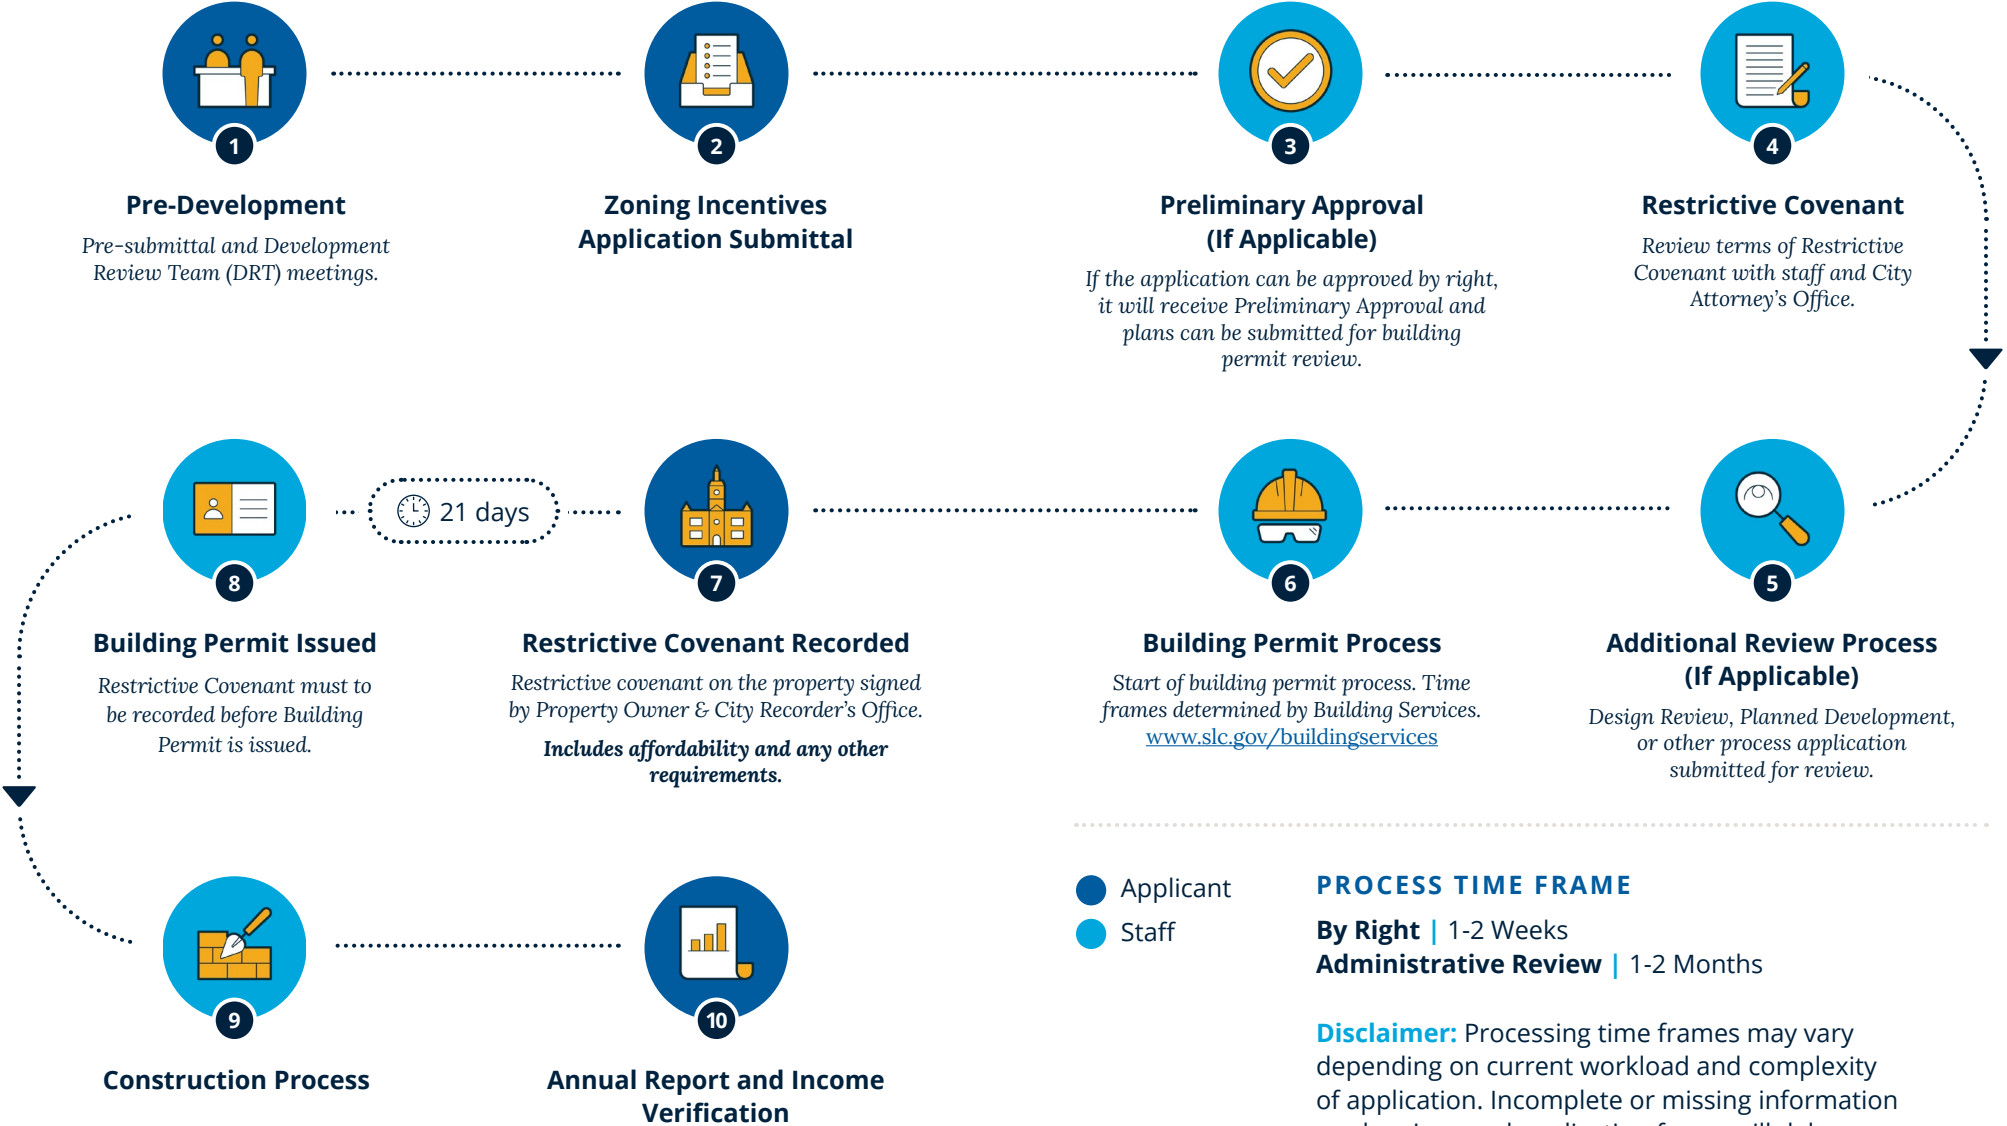 1
Pre-Development
Pre-submittal and Development
Review Team (DRT) meetings.
2
Zoning Incentives
Application Submittal
3
Preliminary Approval
(If Applicable)
If the application can be approved by right,
it will receive Preliminary Approval and
plans can be submitted for building
permit review.
4
Restrictive Covenant
Review terms of Restrictive
Covenant with staff and City
Attorney's Office.
5
Additional Review Process
(If Applicable)
Design Review, Planned Development,
or other process application
submitted for review.
6
Building Permit Process
Start of building permit process. Time
frames determined by Building Services.
www.slc.gov/buildingservices
7
Restrictive Covenant Recorded
Restrictive covenant on the property signed
by Property Owner & City Recorder's Office.
Includes affordability and any other
requirements.
21 days
8
Building Permit Issued
Restrictive Covenant must to
be recorded before Building
Permit is issued.
9
Construction Process
10
Annual Report and Income
Verification
Applicant
Staff
PROCESS TIME FRAME
By Right | 1-2 Weeks
Administrative Review | 1-2 Months
Disclaimer: Processing time frames may vary
depending on current workload and complexity
of application. Incomplete or missing information